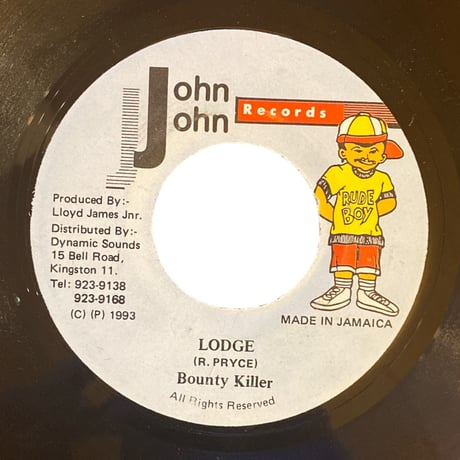 John
John
Records
RUDE
BOY
Produced By:-
Lloyd James Jnr.
Distributed By:-
Dynamic Sounds
15 Bell Road,
Kingston 11.
Tel: 923-9138
923-9168
(C) (P) 1993
MADE IN JAMAICA
LODGE
(R. PRYCE)
Bounty Killer
All Rights Reserved